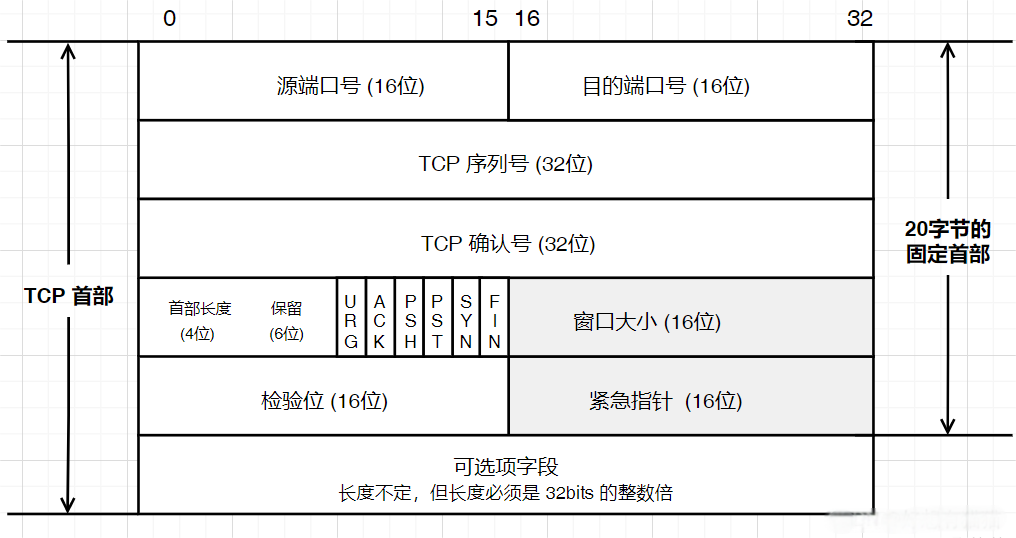 0 15 16 32
源端口号 (16位) 目的端口号 (16位)
TCP 序列号 (32位)
TCP 确认号 (32位)
20字节的
固定首部
TCP 首部
首部长度
(4位)
保留
(6位)
URG
ACK
PSH
PST
SYN
FIN
窗口大小 (16位)
检验位 (16位) 紧急指针 (16位)
可选项字段
长度不定，但长度必须是 32bits 的整数倍